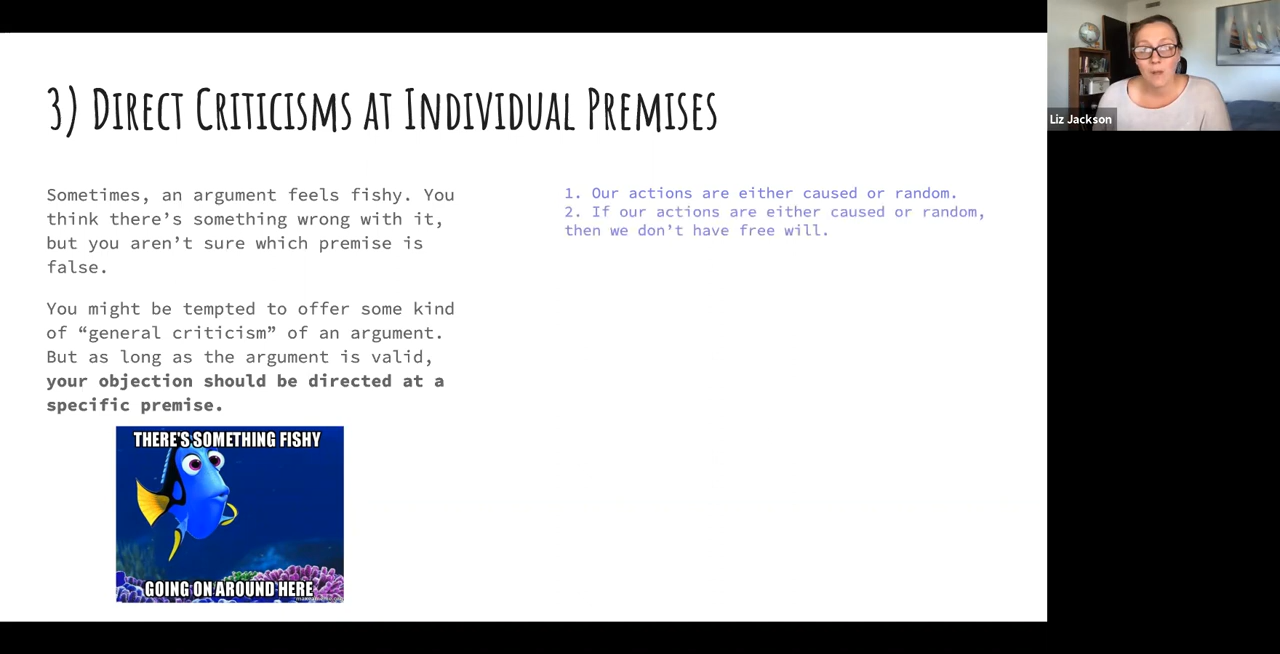 3) Direct Criticisms at Individual Premises
Sometimes, an argument feels fishy. You
think there's something wrong with it,
but you aren't sure which premise is
false.
You might be tempted to offer some kind
of “general criticism” of an argument.
But as long as the argument is valid,
your objection should be directed at a
specific premise.
THERE'S SOMETHING FISHY
GOING ON AROUND HERE
1. Our actions are either caused or random.
2. If our actions are either caused or random,
then we don't have free will.
Liz Jackson